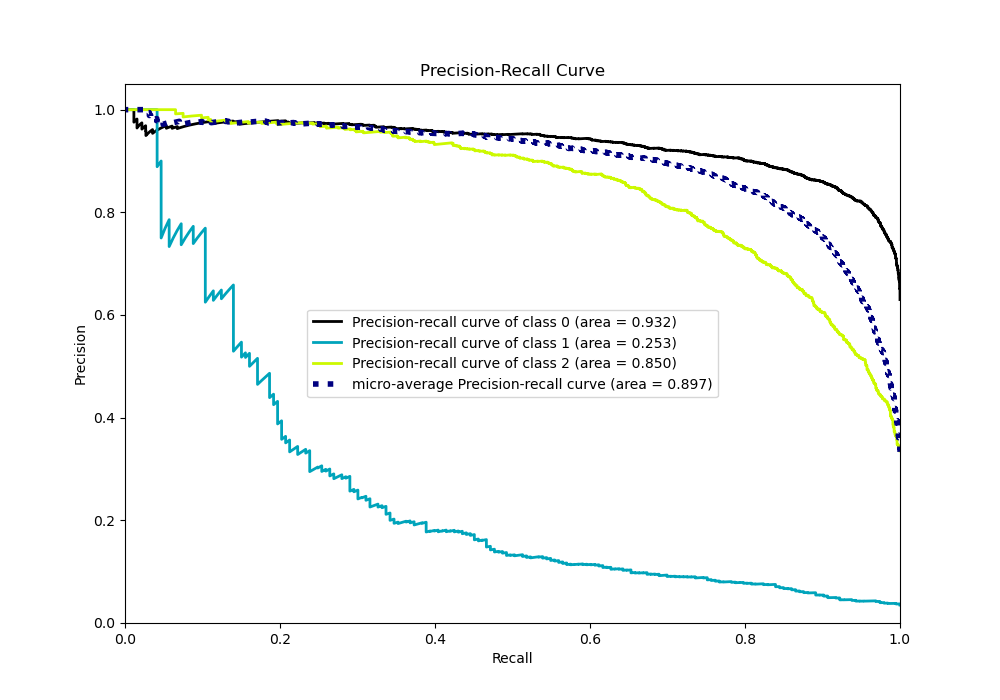 Precision-Recall Curve
1.0
0.8
0.6
0.4
0.2
0.0
Precision
Precision-recall curve of class 0 (area = 0.932)
Precision-recall curve of class 1 (area = 0.253)
Precision-recall curve of class 2 (area = 0.850)
micro-average Precision-recall curve (area = 0.897)
0.0 0.2 0.4 0.6 0.8 1.0
Recall